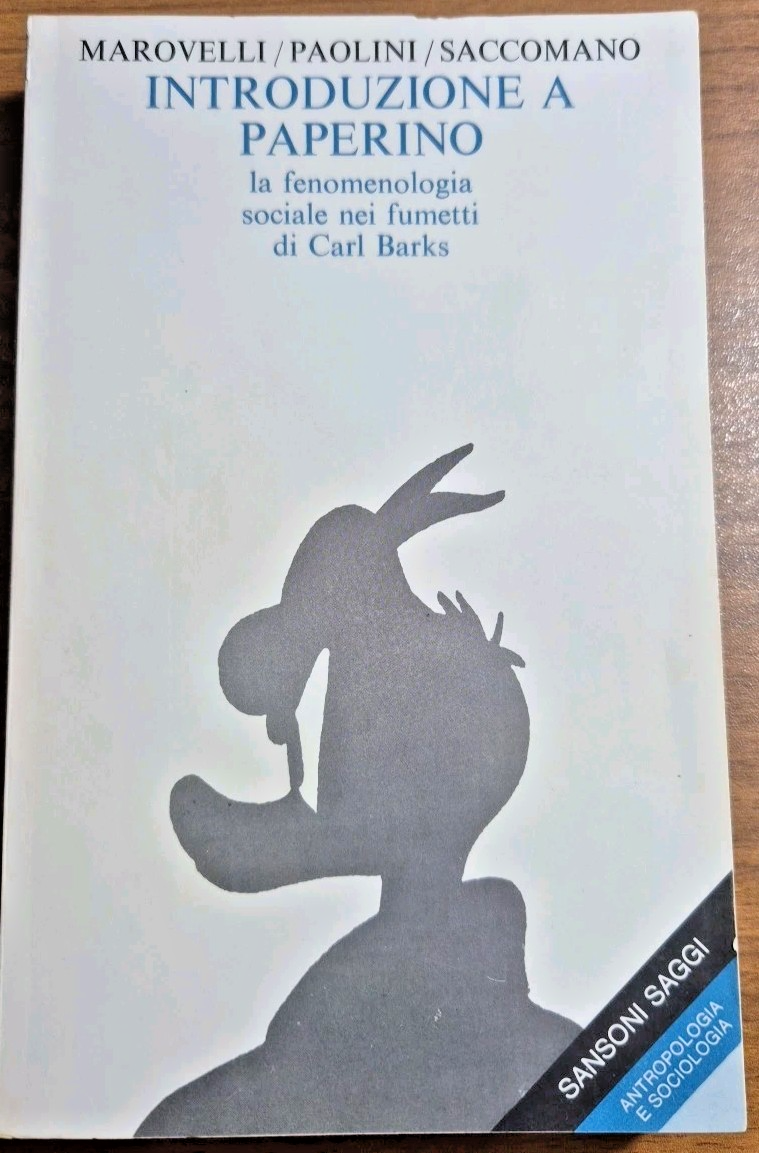 MAROVELLI / PAOLINI / SACCOMANO
INTRODUZIONE A
PAPERINO
la fenomenologia
sociale nei fumetti
di Carl Barks
SANSONI SAGGI
ANTROPOLOGIA
E SOCIOLOGIA